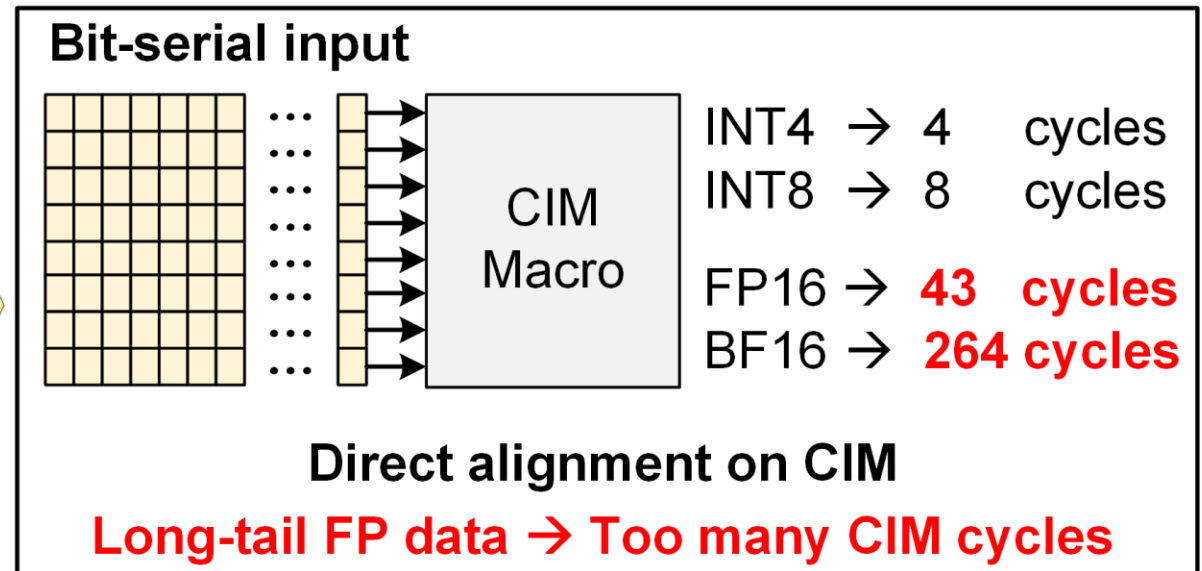 Bit-serial input
...
...
...
...
...
...
...
...
CIM
Macro
INT4 → 4 cycles
INT8 → 8 cycles
FP16 → 43 cycles
BF16 → 264 cycles
Direct alignment on CIM
Long-tail FP data → Too many CIM cycles